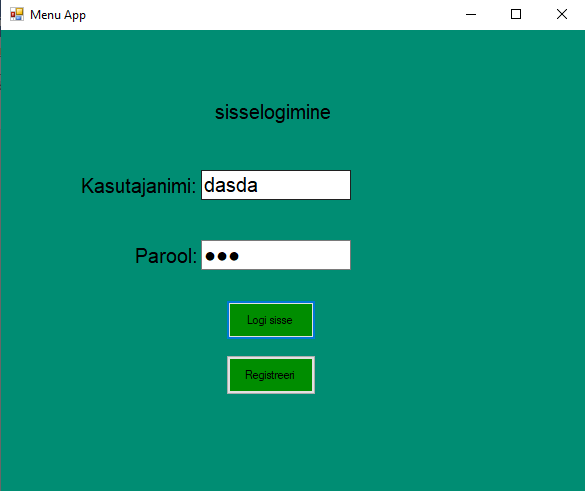 Menu App
sisselogimine
Kasutajanimi: dasda
Parool: ●●●
Logi sisse
Registreeri